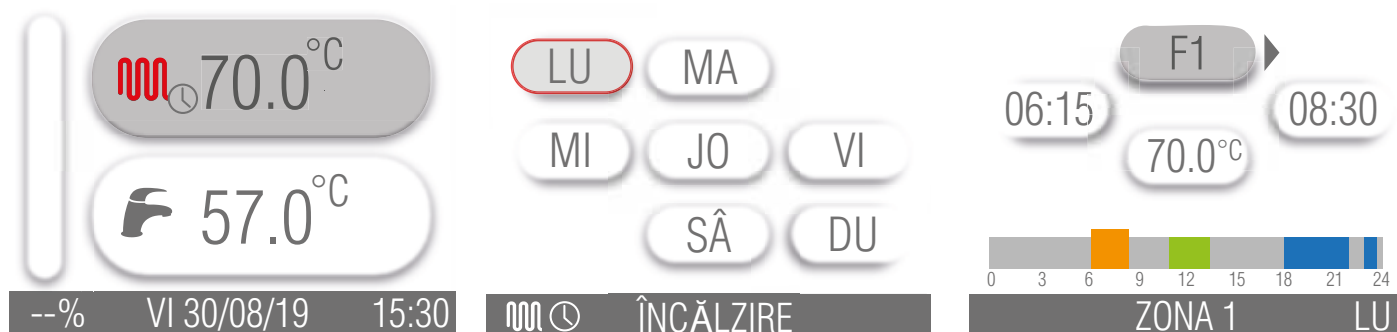 70.0°C
57.0°C
--% VI 30/08/19 15:30
LU MA
MI JO VI
SÂ DU
ÎNCĂLZIRE
F1
06:15 08:30
70.0°C
0 3 6 9 12 15 18 21 24
ZONA 1 LU